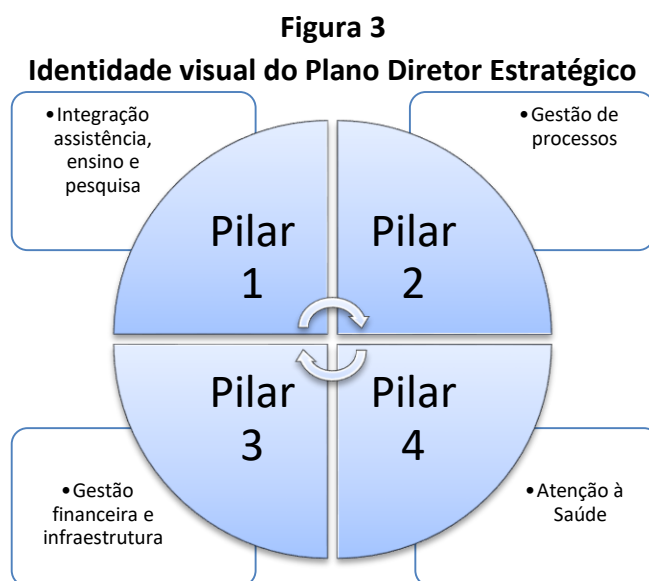 Figura 3
Identidade visual do Plano Diretor Estratégico
•Integração
assistência,
ensino e
pesquisa
•Gestão de
processos
Pilar
1
Pilar
2
Pilar
3
Pilar
4
•Gestão
financeira e
infraestrutura
•Atenção à
Saúde